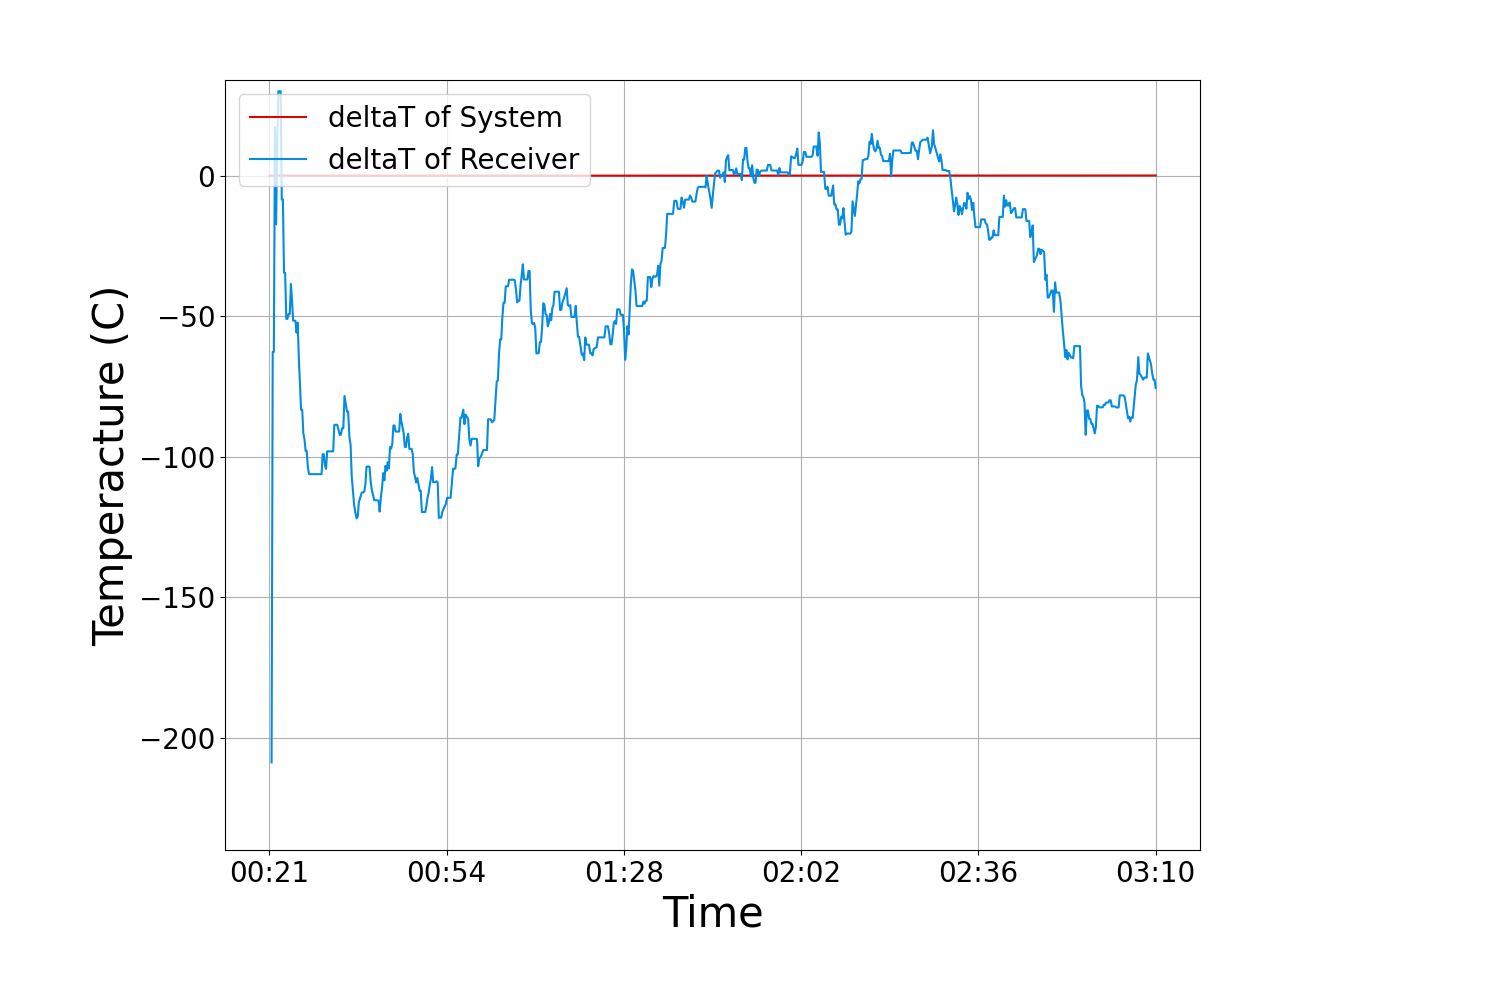 deltaT of System
deltaT of Receiver
0
−50
−100
−150
−200
Temperacture (C)
00:21 00:54 01:28 02:02 02:36 03:10
Time